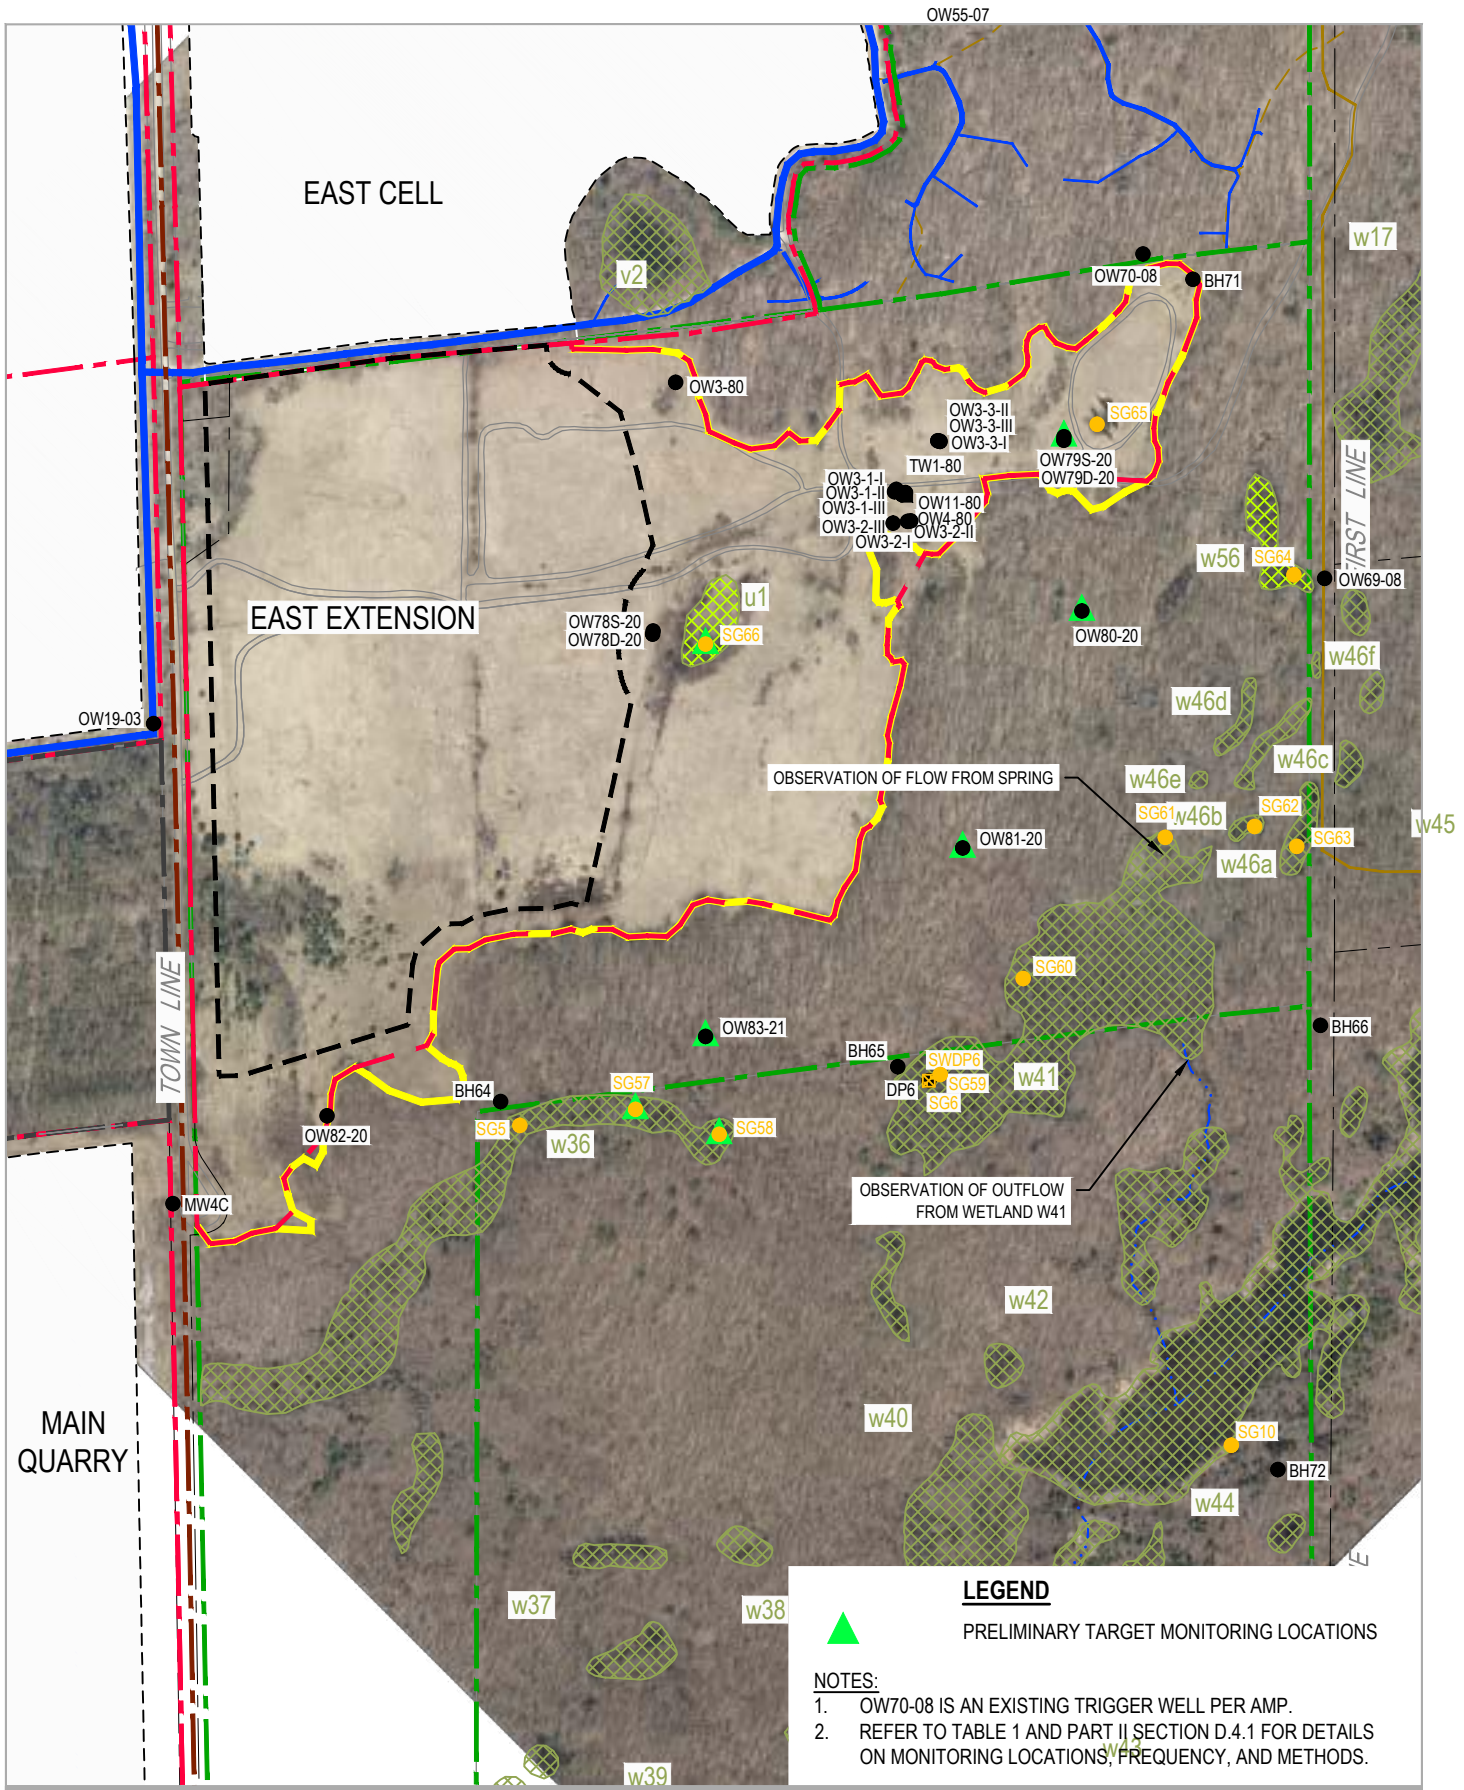 OW55-07
EAST CELL
v2
w17
OW70-08
BH71
OW3-80
OW3-3-II
OW3-3-III
OW3-3-I
SG65
TW1-80
OW79S-20
OW79D-20
OW3-1-I
OW3-1-II
OW3-1-III
OW3-2-III
OW3-2-I
OW11-80
OW4-80
OW3-2-II
FIRST LINE
w56
SG64
OW69-08
EAST EXTENSION
u1
OW78S-20
OW78D-20
SG66
OW80-20
w46f
w46d
OW19-03
w46c
OBSERVATION OF FLOW FROM SPRING
w46e
SG61
w46b
SG62
w45
OW81-20
SG63
w46a
TOWN LINE
SG60
OW83-21
BH66
BH65
SWDP6
DP6
SG59
SG6
w41
BH64
SG57
SG5
SG58
OW82-20
w36
MW4C
OBSERVATION OF OUTFLOW
FROM WETLAND W41
w42
MAIN
QUARRY
w40
SG10
BH72
w44
E
w37
w38
LEGEND
PRELIMINARY TARGET MONITORING LOCATIONS
NOTES:
1. OW70-08 IS AN EXISTING TRIGGER WELL PER AMP.
2. REFER TO TABLE 1 AND PART II SECTION D.4.1 FOR DETAILS
ON MONITORING LOCATIONS, FREQUENCY, AND METHODS.
w43
w39